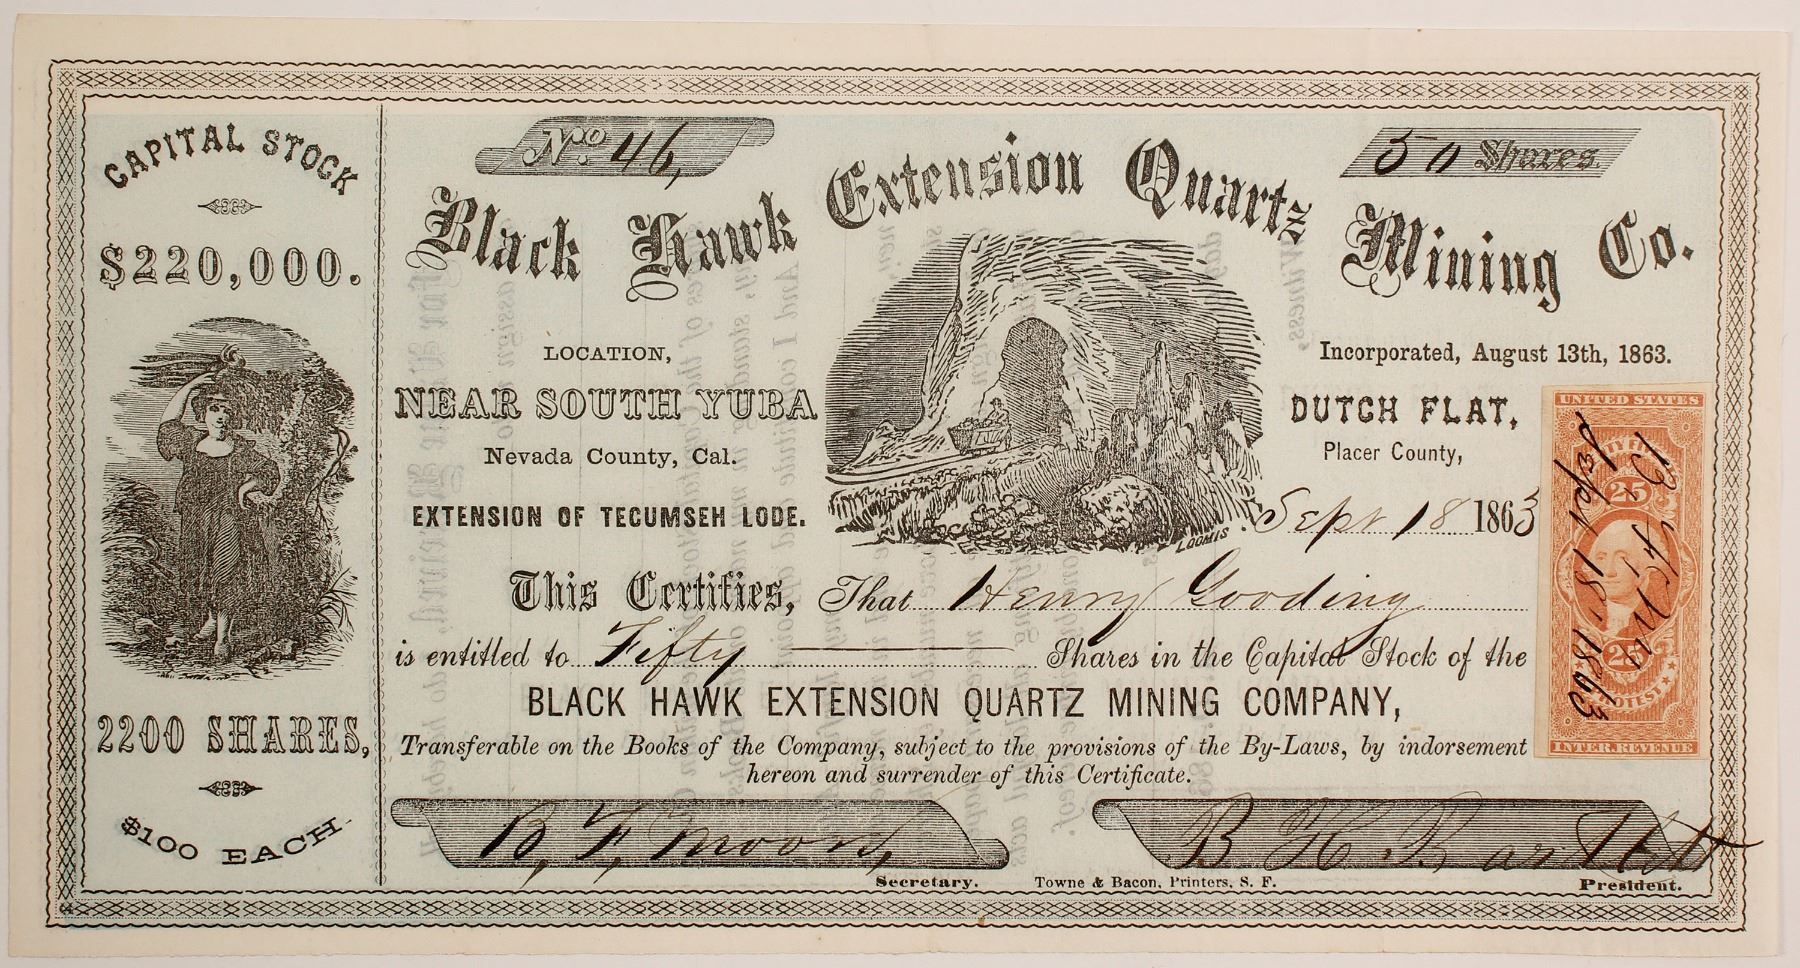 CAPITAL STOCK
$220,000.
2200 SHARES,
$100 EACH.
No. 46,
50 Shares.
Black Hawk Extension Quartz Mining Co.
LOCATION,
NEAR SOUTH YUBA
Nevada County, Cal.
EXTENSION OF TECUMSEH LODE.
LOOMIS
Incorporated, August 13th, 1863.
DUTCH FLAT,
Placer County,
Sept. 18 1863
This Certifies, That Henry Gooding
is entitled to Fifty Shares in the Capital Stock of the
BLACK HAWK EXTENSION QUARTZ MINING COMPANY,
Transferable on the Books of the Company, subject to the provisions of the By-Laws, by indorsement
hereon and surrender of this Certificate.
B. F. Moore,
Secretary.
Towne & Bacon, Printers, S. F.
B H Bartlett
President.
UNITED STATES
25
25
INTER. REVENUE
Sept 18 1863